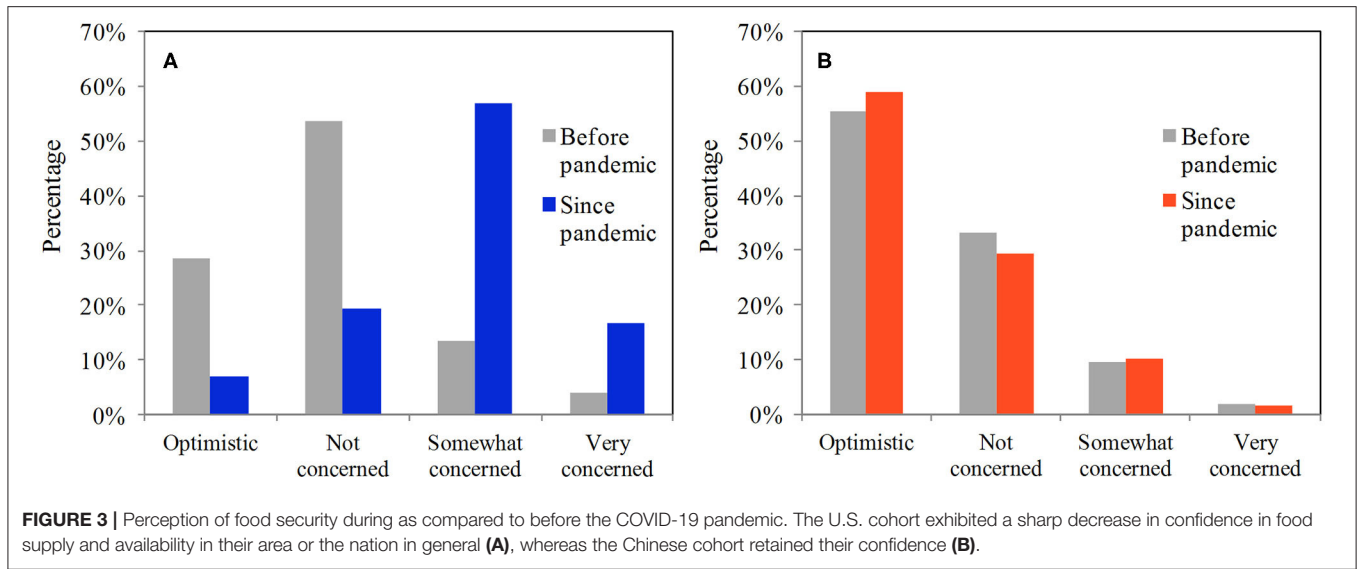 A
Percentage
70%
60%
50%
40%
30%
20%
10%
0%
Before
pandemic
Since
pandemic
Optimistic
Not
concerned
Somewhat
concerned
Very
concerned
B
Percentage
70%
60%
50%
40%
30%
20%
10%
0%
Before
pandemic
Since
pandemic
Optimistic
Not
concerned
Somewhat
concerned
Very
concerned
FIGURE 3 | Perception of food security during as compared to before the COVID-19 pandemic. The U.S. cohort exhibited a sharp decrease in confidence in food
supply and availability in their area or the nation in general (A), whereas the Chinese cohort retained their confidence (B).